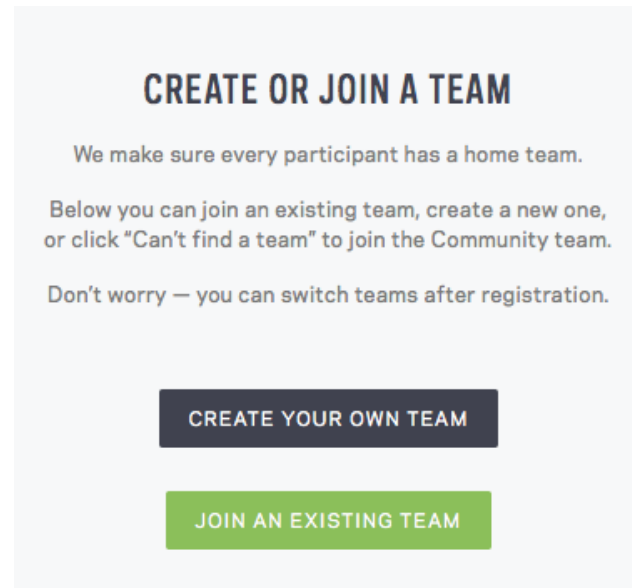 CREATE OR JOIN A TEAM
We make sure every participant has a home team.
Below you can join an existing team, create a new one,
or click “Can’t find a team” to join the Community team.
Don’t worry — you can switch teams after registration.
CREATE YOUR OWN TEAM
JOIN AN EXISTING TEAM